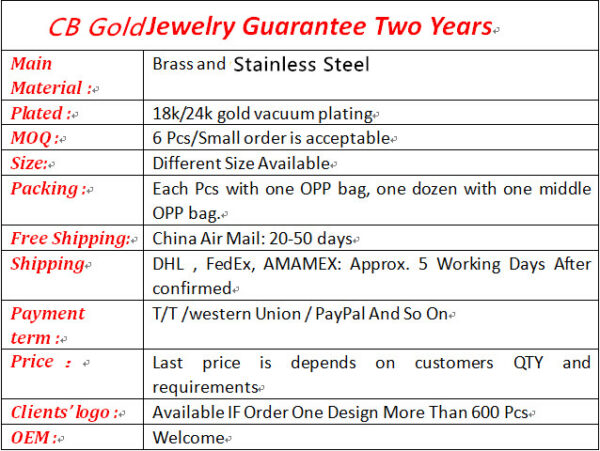 CB Gold Jewelry Guarantee Two Years
Main Brass and Stainless Steel
Material :
Plated : 18k/24k gold vacuum plating
MOQ : 6 Pcs/Small order is acceptable
Size: Different Size Available
Packing : Each Pcs with one OPP bag, one dozen with one middle
OPP bag.
Free Shipping: China Air Mail: 20-50 days
Shipping DHL , FedEx, AMAMEX: Approx. 5 Working Days After
confirmed
Payment T/T /western Union / PayPal And So On
term :
Price : Last price is depends on customers QTY and
requirements
Clients' logo : Available IF Order One Design More Than 600 Pcs
OEM : Welcome